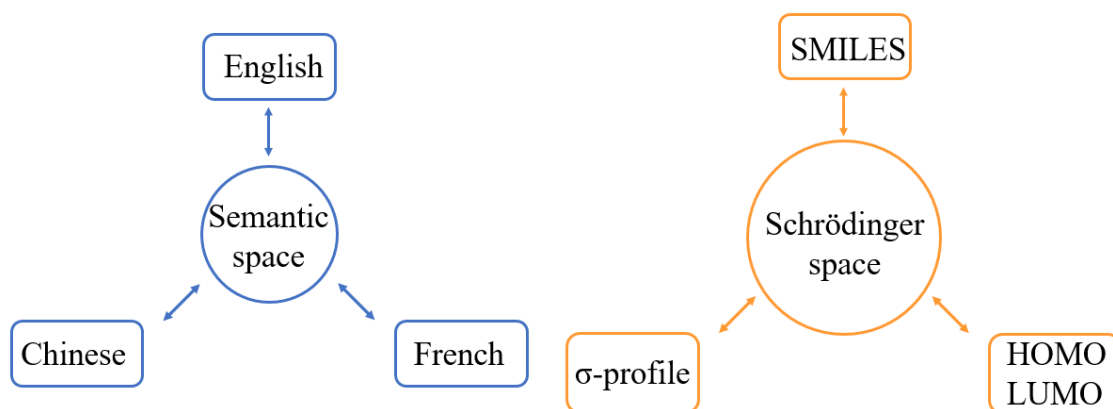 English
Semantic
space
Chinese
French
SMILES
Schrödinger
space
σ-profile
HOMO
LUMO